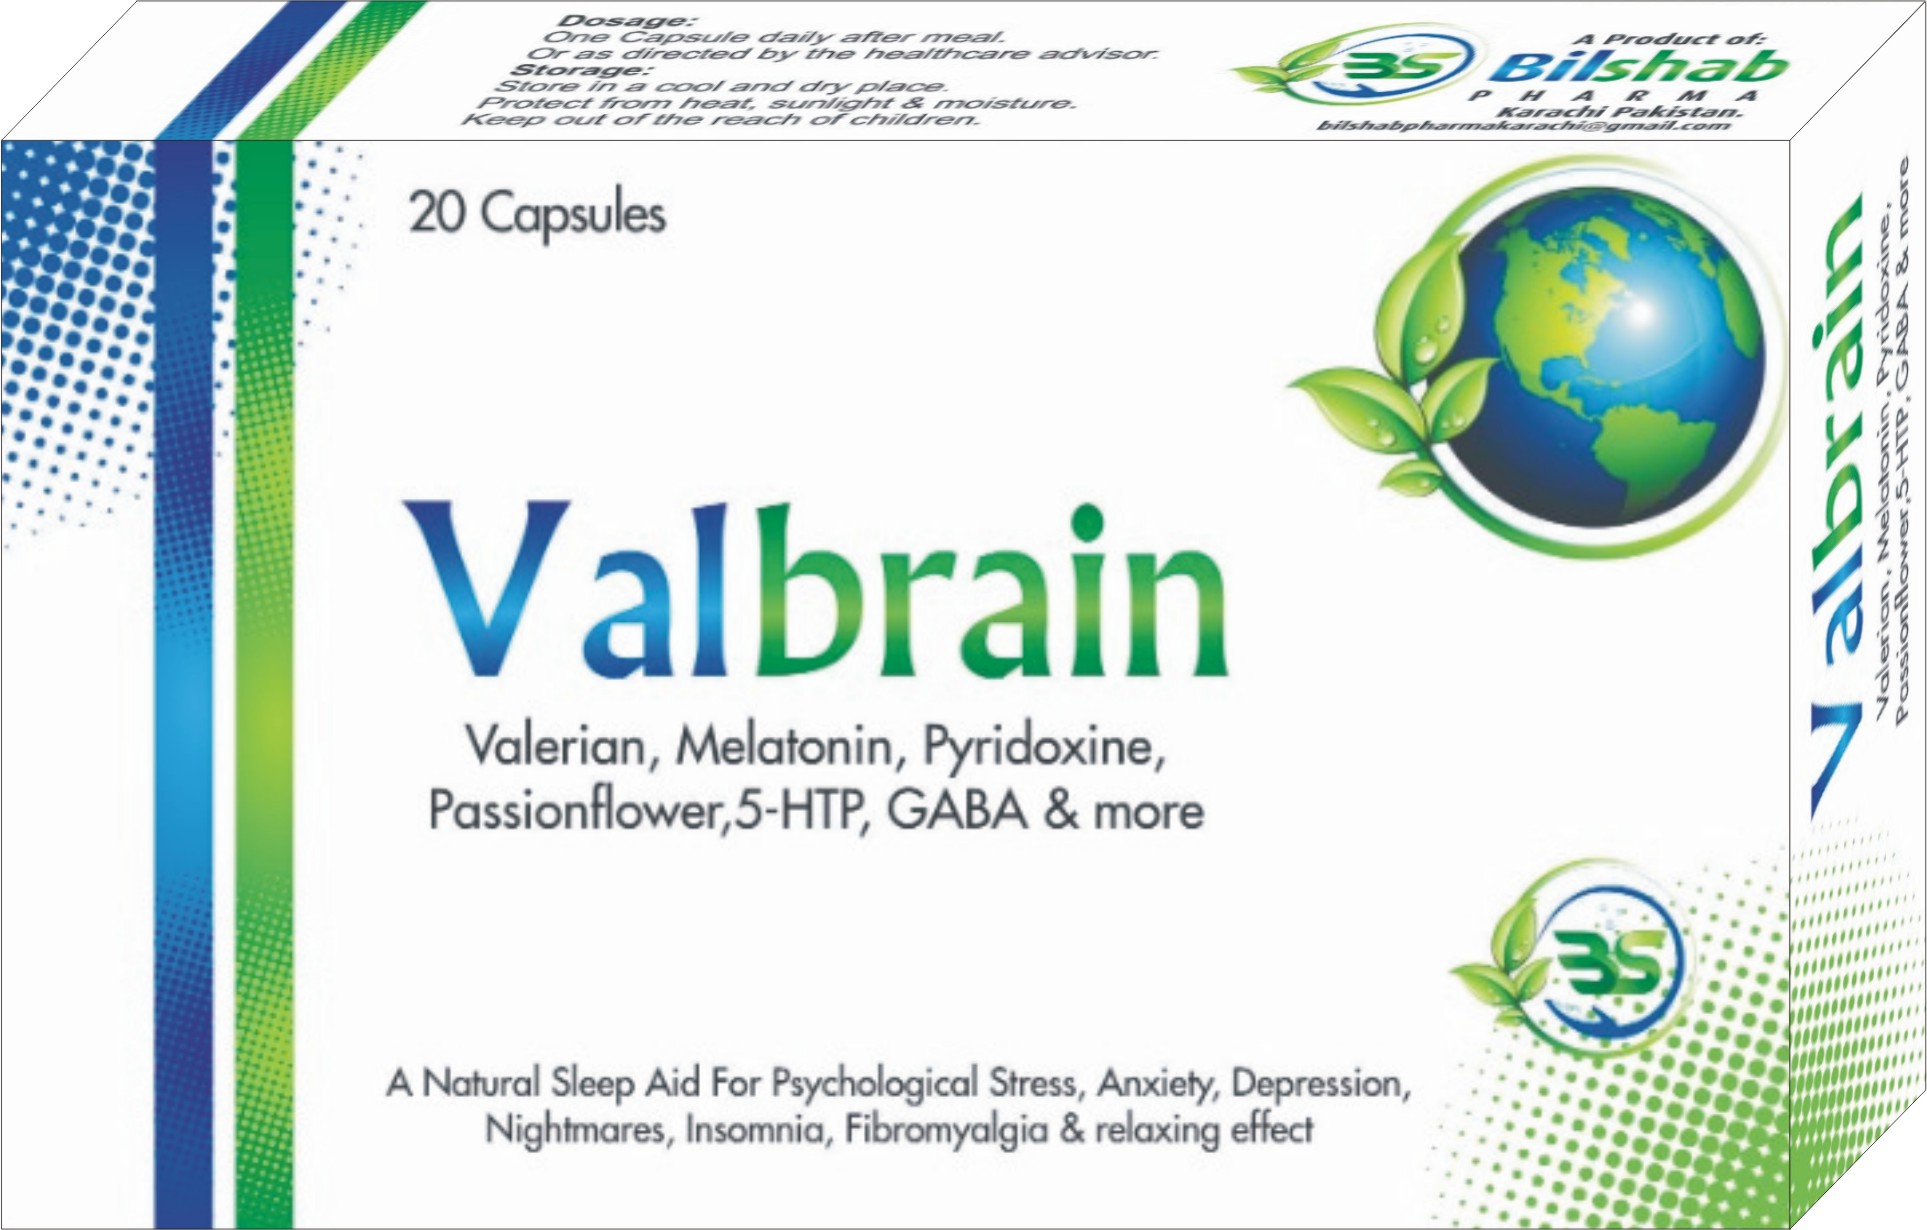 Dosage:
One Capsule daily after meal.
Or as directed by the healthcare advisor.
Storage:
Store in a cool and dry place.
Protect from heat, sunlight & moisture.
Keep out of the reach of children.
BS
A Product of:
Bilshab
PHARMA
Karachi Pakistan.
bilshabpharmakarachi@gmail.com
20 Capsules
Valbrain
Valerian, Melatonin, Pyridoxine,
Passionflower,5-HTP, GABA & more
BS
A Natural Sleep Aid For Psychological Stress, Anxiety, Depression,
Nightmares, Insomnia, Fibromyalgia & relaxing effect
Valbrain
Valerian, Melatonin, Pyridoxine,
Passionflower,5-HTP, GABA & more